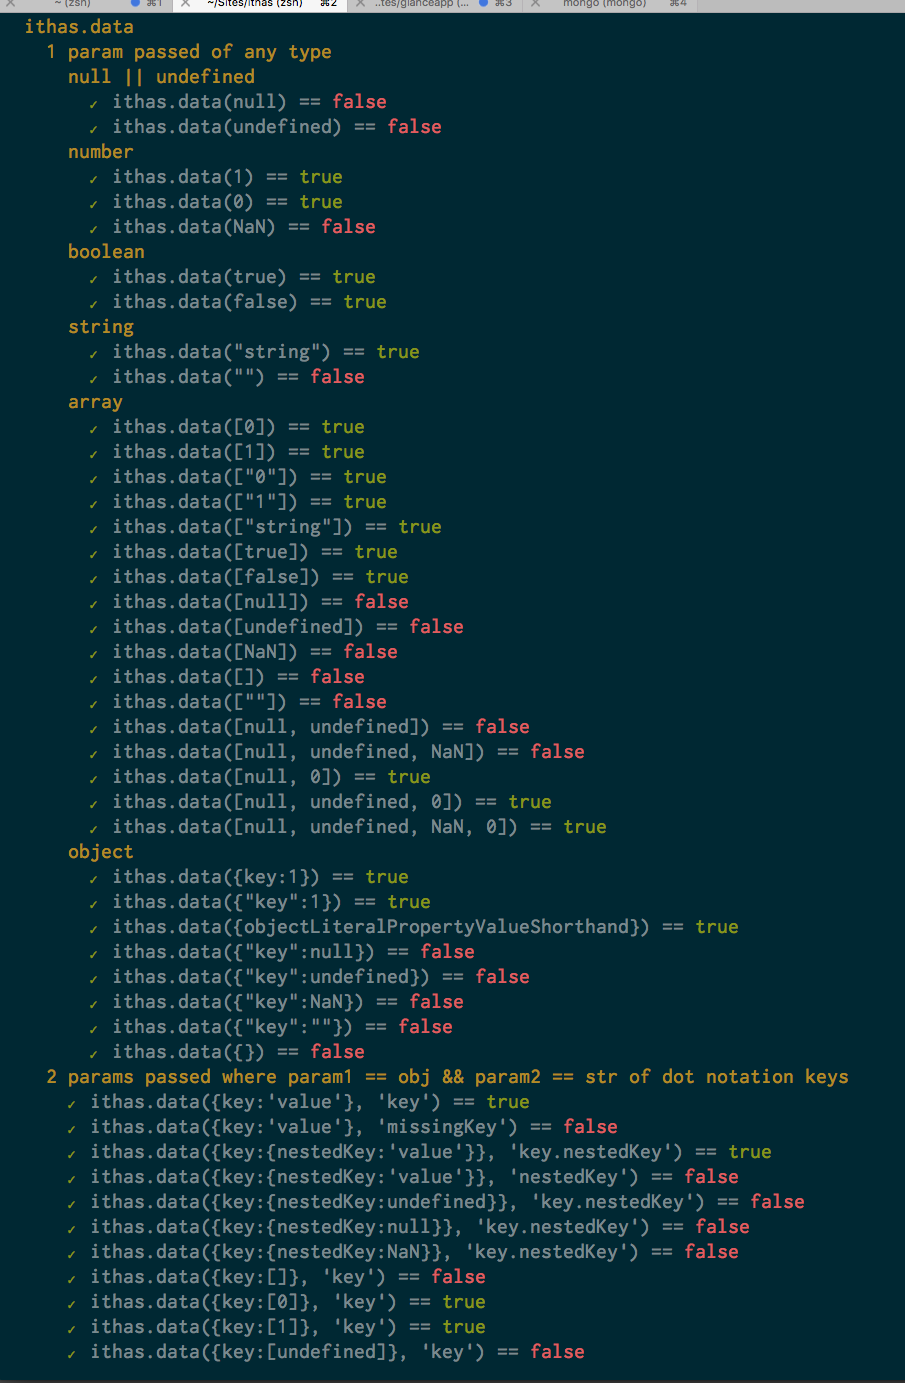 ~ (zsh) ⌘1 ~/Sites/ithas (zsh) ⌘2 ..tes/glanceapp (... ⌘3 mongo (mongo) ⌘4
ithas.data
1 param passed of any type
null || undefined
✓ ithas.data(null) == false
✓ ithas.data(undefined) == false
number
✓ ithas.data(1) == true
✓ ithas.data(0) == true
✓ ithas.data(NaN) == false
boolean
✓ ithas.data(true) == true
✓ ithas.data(false) == true
string
✓ ithas.data("string") == true
✓ ithas.data("") == false
array
✓ ithas.data([0]) == true
✓ ithas.data([1]) == true
✓ ithas.data(["0"]) == true
✓ ithas.data(["1"]) == true
✓ ithas.data(["string"]) == true
✓ ithas.data([true]) == true
✓ ithas.data([false]) == true
✓ ithas.data([null]) == false
✓ ithas.data([undefined]) == false
✓ ithas.data([NaN]) == false
✓ ithas.data([]) == false
✓ ithas.data([""]) == false
✓ ithas.data([null, undefined]) == false
✓ ithas.data([null, undefined, NaN]) == false
✓ ithas.data([null, 0]) == true
✓ ithas.data([null, undefined, 0]) == true
✓ ithas.data([null, undefined, NaN, 0]) == true
object
✓ ithas.data({key:1}) == true
✓ ithas.data({"key":1}) == true
✓ ithas.data({objectLiteralPropertyValueShorthand}) == true
✓ ithas.data({"key":null}) == false
✓ ithas.data({"key":undefined}) == false
✓ ithas.data({"key":NaN}) == false
✓ ithas.data({"key":""}) == false
✓ ithas.data({}) == false
2 params passed where param1 == obj && param2 == str of dot notation keys
✓ ithas.data({key:'value'}, 'key') == true
✓ ithas.data({key:'value'}, 'missingKey') == false
✓ ithas.data({key:{nestedKey:'value'}}, 'key.nestedKey') == true
✓ ithas.data({key:{nestedKey:'value'}}, 'nestedKey') == false
✓ ithas.data({key:{nestedKey:undefined}}, 'key.nestedKey') == false
✓ ithas.data({key:{nestedKey:null}}, 'key.nestedKey') == false
✓ ithas.data({key:{nestedKey:NaN}}, 'key.nestedKey') == false
✓ ithas.data({key:[]}, 'key') == false
✓ ithas.data({key:[0]}, 'key') == true
✓ ithas.data({key:[1]}, 'key') == true
✓ ithas.data({key:[undefined]}, 'key') == false